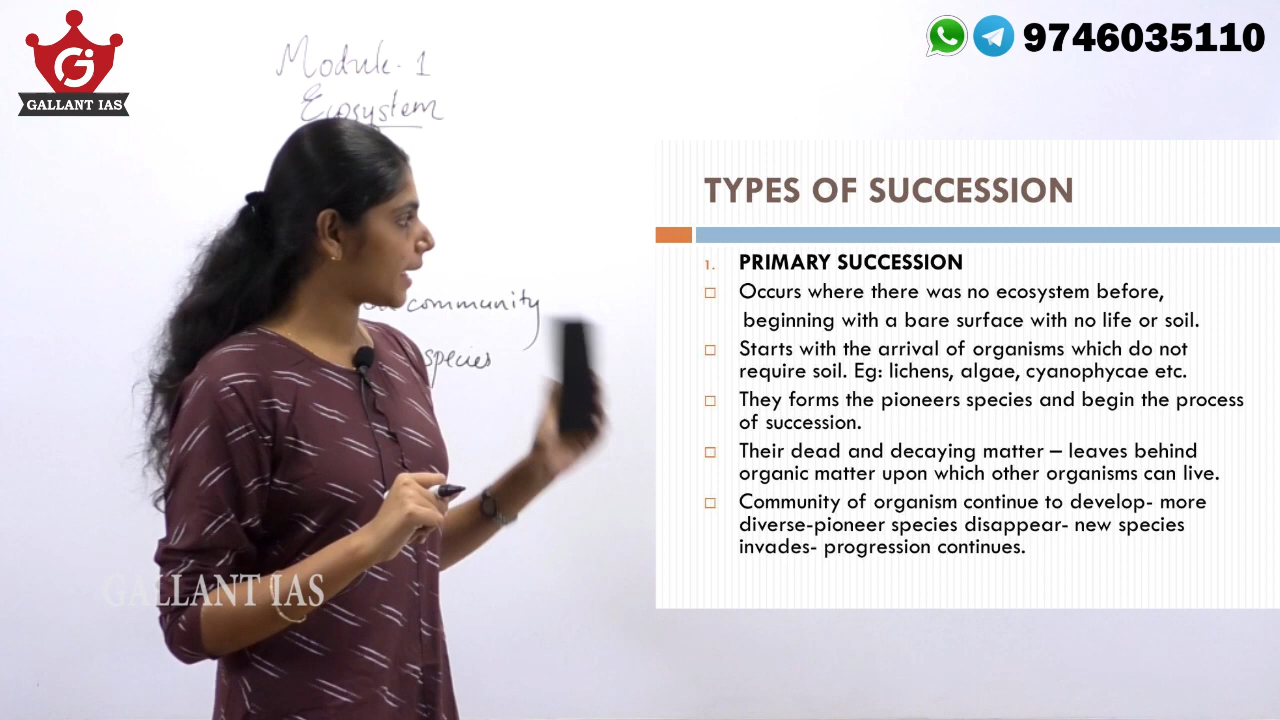 GALLANT IAS
9746035110
Module-1
Ecosystem
community
species
TYPES OF SUCCESSION
1. PRIMARY SUCCESSION
Occurs where there was no ecosystem before,
beginning with a bare surface with no life or soil.
Starts with the arrival of organisms which do not
require soil. Eg: lichens, algae, cyanophycae etc.
They forms the pioneers species and begin the process
of succession.
Their dead and decaying matter – leaves behind
organic matter upon which other organisms can live.
Community of organism continue to develop- more
diverse-pioneer species disappear- new species
invades- progression continues.
GALLANT IAS